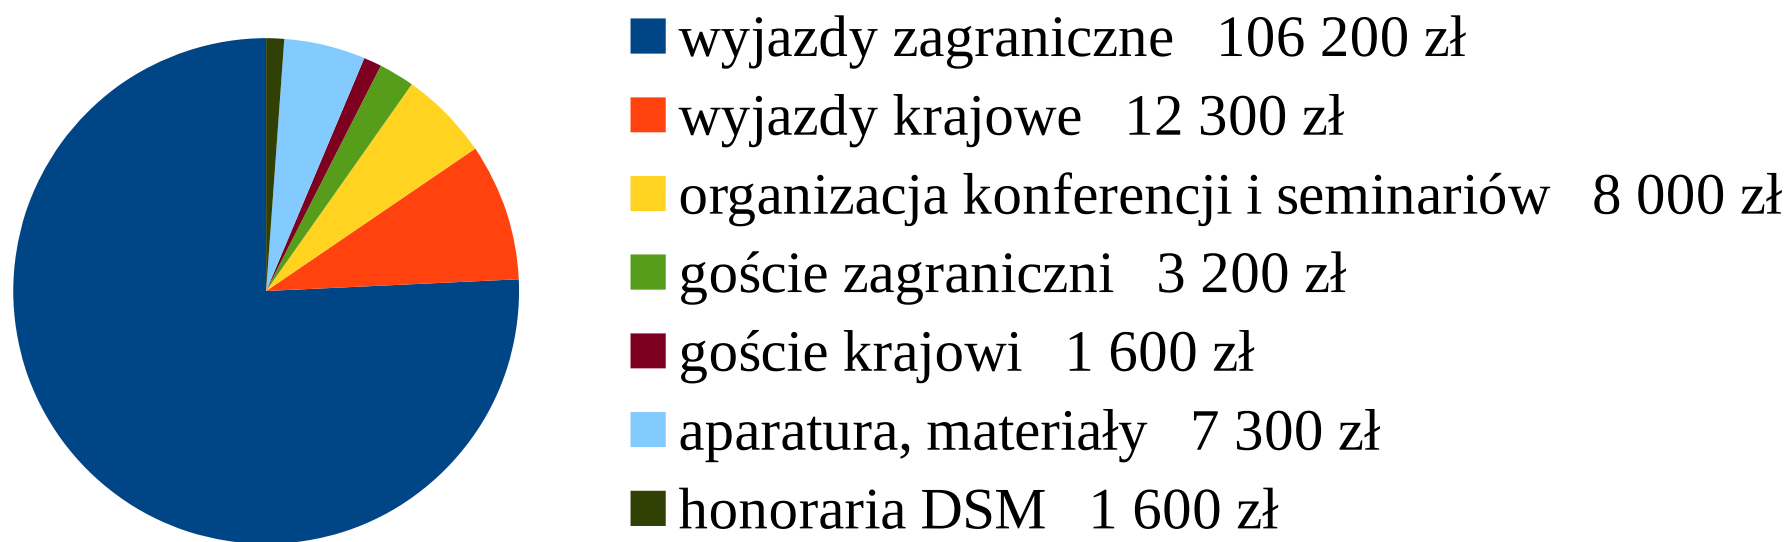 wyjazdy zagraniczne 106 200 zł
wyjazdy krajowe 12 300 zł
organizacja konferencji i seminariów 8 000 zł
goście zagraniczni 3 200 zł
goście krajowi 1 600 zł
aparatura, materiały 7 300 zł
honoraria DSM 1 600 zł